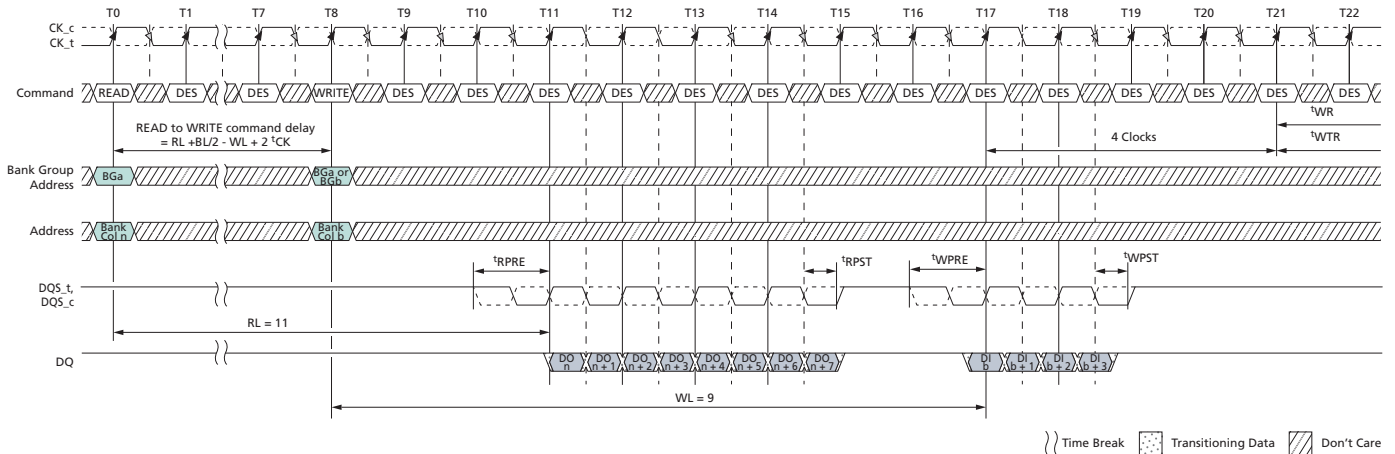 T0 T1 T7 T8 T9 T10 T11 T12 T13 T14 T15 T16 T17 T18 T19 T20 T21 T22
CK_c
CK_t
Command READ DES DES WRITE DES DES DES DES DES DES DES DES DES DES DES DES DES DES
tWR
READ to WRITE command delay
= RL +BL/2 - WL + 2 tCK
4 Clocks tWTR
Bank Group
Address
BGa
BGa or
BGb
Address
Bank
Col n
Bank
Col b
tRPRE tRPST tWPRE tWPST
DQS_t,
DQS_c
RL = 11
DQ
DO
n
DO
n + 1
DO
n + 2
DO
n + 3
DO
n + 4
DO
n + 5
DO
n + 6
DO
n + 7
DI
b
DI
b + 1
DI
b + 2
DI
b + 3
WL = 9
Time Break Transitioning Data Don't Care